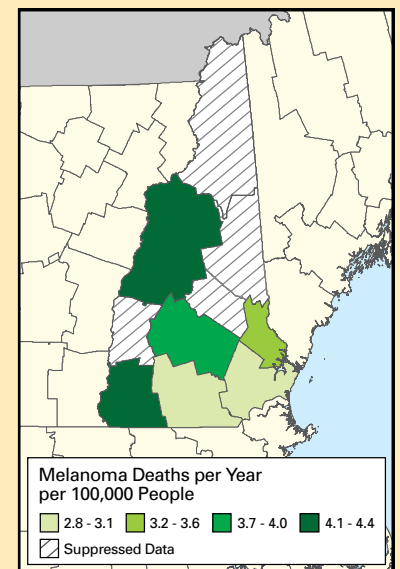 Melanoma Deaths per Year
per 100,000 People
2.8 - 3.1 3.2 - 3.6 3.7 - 4.0 4.1 - 4.4
Suppressed Data